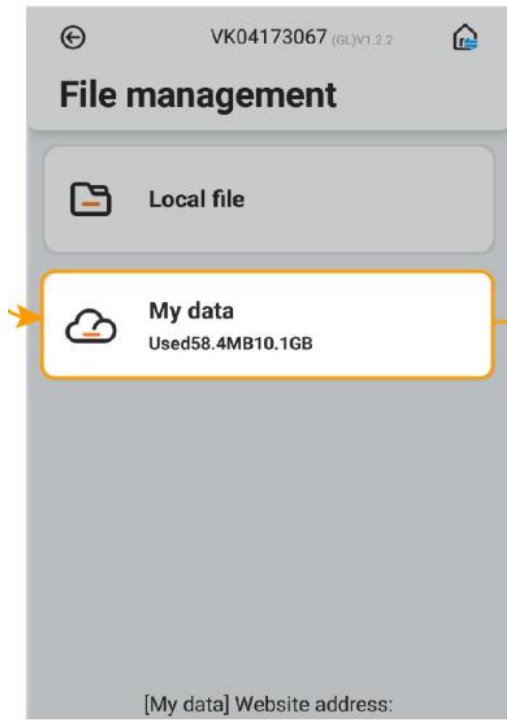 VK04173067 (GL)V1.2.2
File management
Local file
My data
Used58.4MB10.1GB
[My data] Website address: